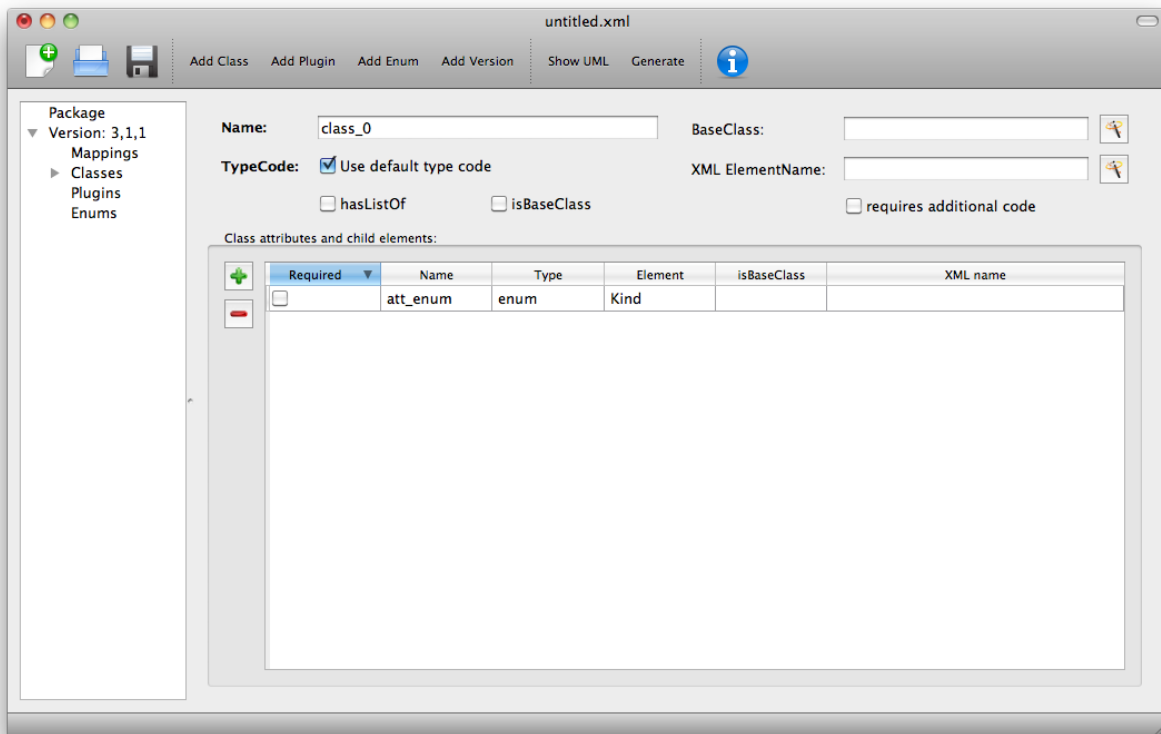 untitled.xml
Add Class Add Plugin Add Enum Add Version Show UML Generate
Package
Version: 3,1,1
Mappings
Classes
Plugins
Enums
Name: class_0 BaseClass:
TypeCode: Use default type code XML ElementName:
hasListOf isBaseClass requires additional code
Class attributes and child elements:
Required Name Type Element isBaseClass XML name
att_enum enum Kind